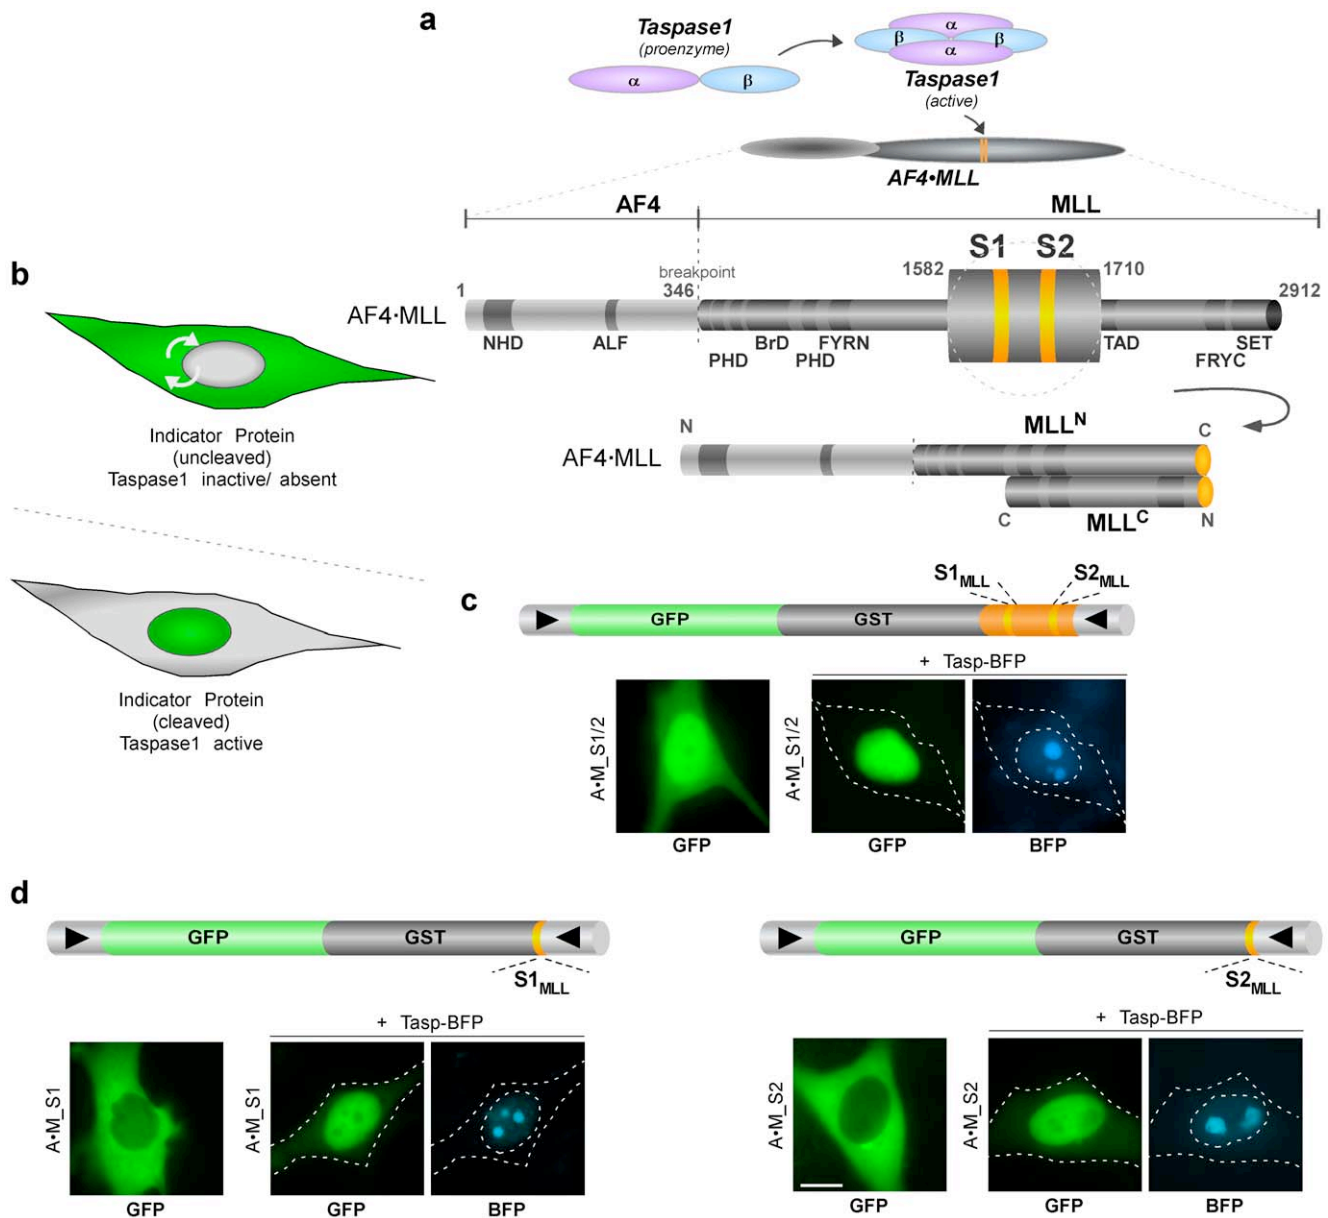 a
Taspase1
(proenzyme)
α
β
α
β
β
α
Taspase1
(active)
AF4•MLL
AF4
MLL
S1
S2
breakpoint
1
346
1582
1710
2912
AF4•MLL
NHD
ALF
PHD
BrD
PHD
FYRN
TAD
FRYC
SET
N
MLLᴺ
C
AF4•MLL
C
MLLᶜ
N
b
Indicator Protein
(uncleaved)
Taspase1 inactive/ absent
Indicator Protein
(cleaved)
Taspase1 active
c
S1MLL
S2MLL
GFP
GST
+ Tasp-BFP
A•M_S1/2
A•M_S1/2
GFP
GFP
BFP
d
GFP
GST
S1MLL
+ Tasp-BFP
A•M_S1
A•M_S1
GFP
GFP
BFP
GFP
GST
S2MLL
+ Tasp-BFP
A•M_S2
A•M_S2
GFP
GFP
BFP